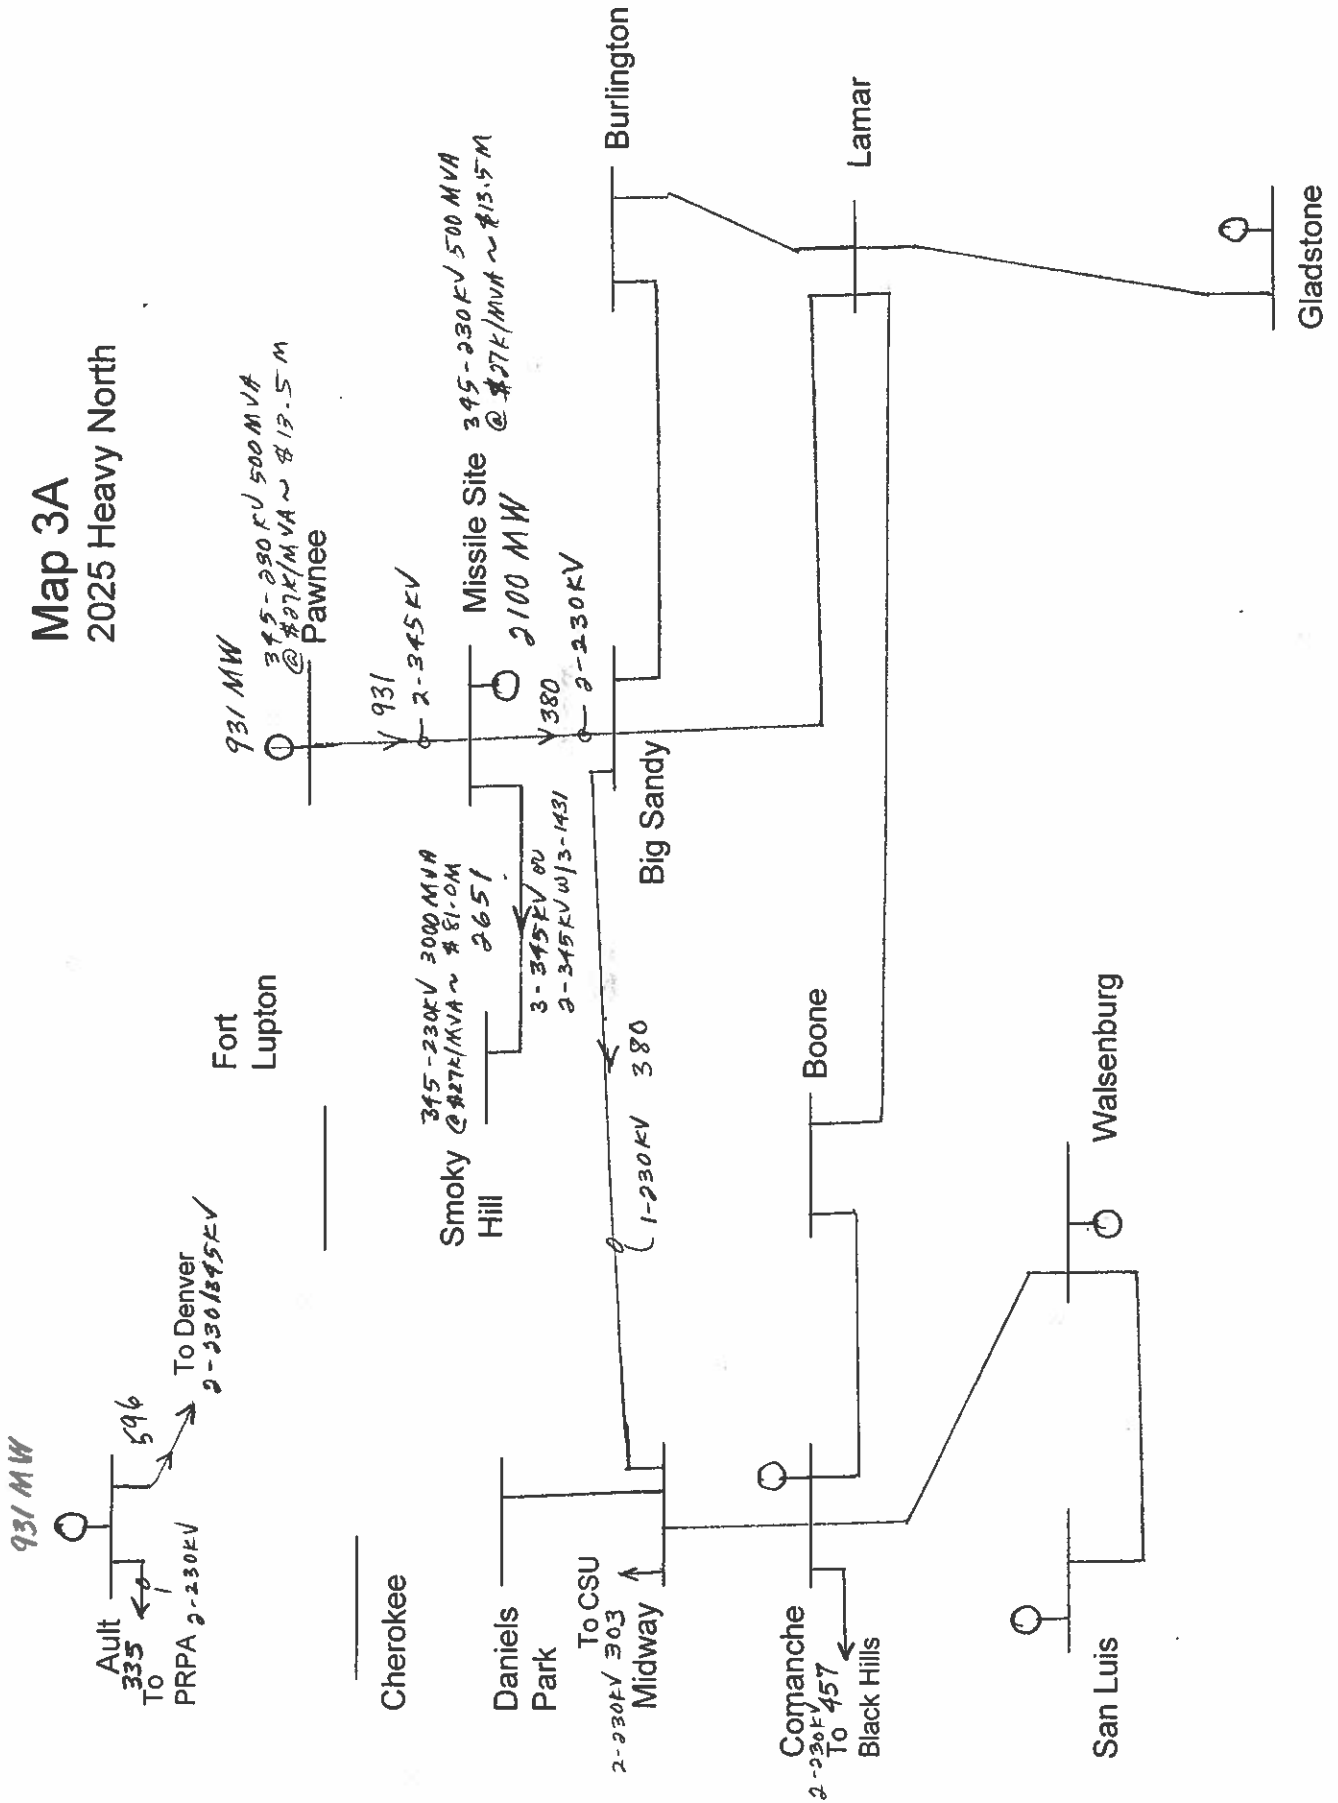 Map 3A
2025 Heavy North
931 MW
Ault
335
To
PRPA 2-230KV
596
To Denver
2-230/345KV
Fort
Lupton
931 MW
345-230 KV 500 MVA
@ $27K/MVA ~ $13.5 M
Pawnee
931
2-345KV
Cherokee
Smoky
Hill
345-230KV 3000 MVA
@ $27K/MVA ~ $81.0M
2651
3-345KV or
2-345KV w/3-1431
Missile Site
345-230KV 500 MVA
@ $27K/MVA ~ $13.5M
2100 MW
380
2-230KV
Daniels
Park
To CSU
2-230KV 303
Midway
1-230KV
380
Big Sandy
Burlington
Comanche
2-230KV
To 457
Black Hills
Boone
Lamar
San Luis
Walsenburg
Gladstone